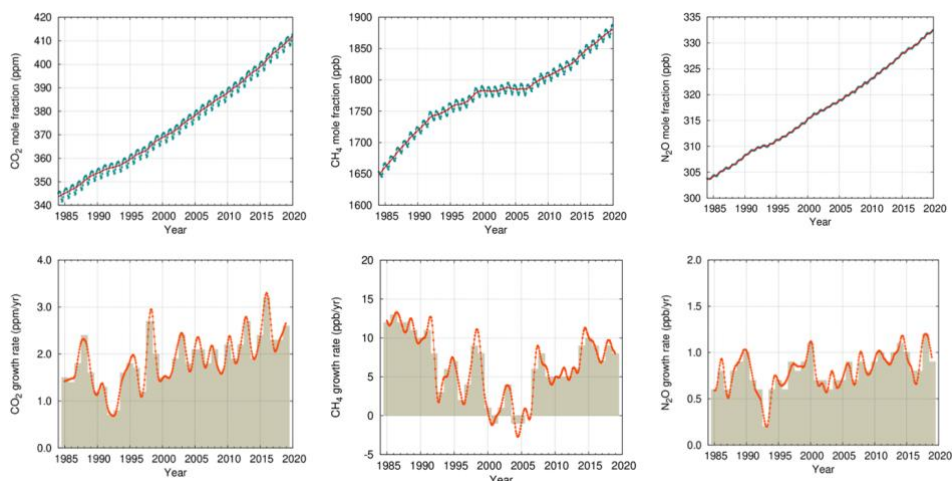 CO2 mole fraction (ppm)
420
410
400
390
380
370
360
350
340
1985 1990 1995 2000 2005 2010 2015 2020
Year
CH4 mole fraction (ppb)
1900
1850
1800
1750
1700
1650
1600
1985 1990 1995 2000 2005 2010 2015 2020
Year
N2O mole fraction (ppb)
335
330
325
320
315
310
305
300
1985 1990 1995 2000 2005 2010 2015 2020
Year
CO2 growth rate (ppm/yr)
4.0
3.0
2.0
1.0
0.0
1985 1990 1995 2000 2005 2010 2015 2020
Year
CH4 growth rate (ppb/yr)
20
15
10
5
0
-5
1985 1990 1995 2000 2005 2010 2015 2020
Year
N2O growth rate (ppb/yr)
2.0
1.5
1.0
0.5
0.0
1985 1990 1995 2000 2005 2010 2015 2020
Year